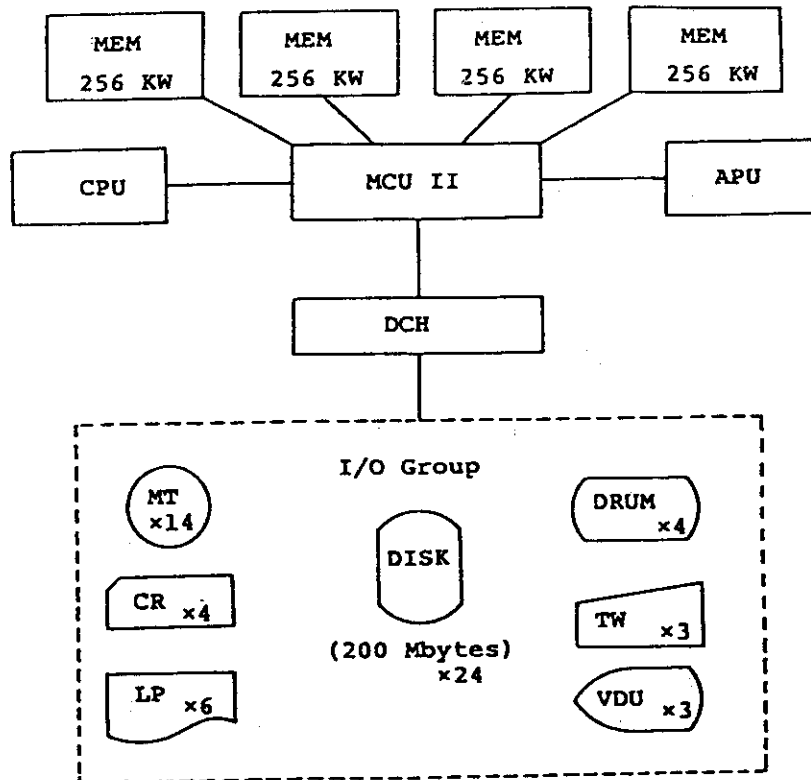 MEM
256 KW
MEM
256 KW
MEM
256 KW
MEM
256 KW
CPU
MCU II
APU
DCH
I/O Group
MT
×14
DISK
DRUM
×4
CR ×4
(200 Mbytes)
×24
TW ×3
LP ×6
VDU ×3